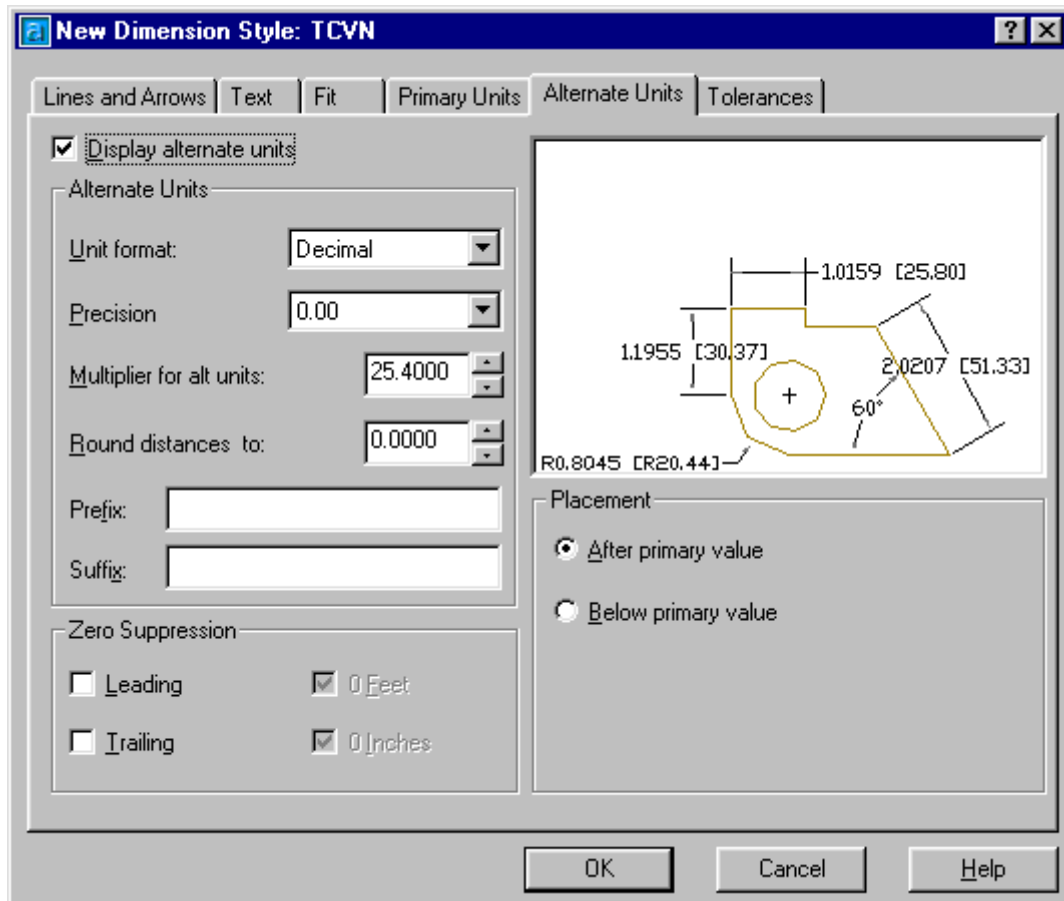 New Dimension Style: TCVN
Lines and Arrows Text Fit Primary Units Alternate Units Tolerances
Display alternate units
Alternate Units
Unit format: Decimal
Precision 0.00
Multiplier for alt units: 25.4000
Round distances to: 0.0000
Prefix:
Suffix:
Zero Suppression
Leading 0 Feet
Trailing 0 Inches
1.0159 [25.80]
1.1955 [30.37]
2.0207 [51.33]
60°
R0.8045 [R20.44]
Placement
After primary value
Below primary value
OK Cancel Help